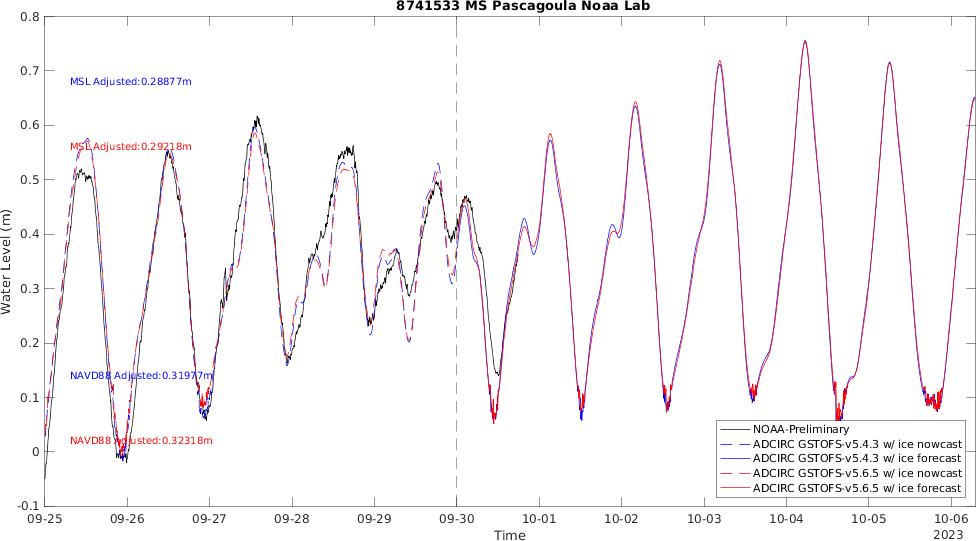 8741533 MS Pascagoula Noaa Lab
0.8
0.7
0.6
0.5
0.4
0.3
0.2
0.1
0
-0.1
Water Level (m)
MSL Adjusted:0.28877m
MSL Adjusted:0.29218m
NAVD88 Adjusted:0.31977m
NAVD88 Adjusted:0.32318m
NOAA-Preliminary
ADCIRC GSTOFS-v5.4.3 w/ ice nowcast
ADCIRC GSTOFS-v5.4.3 w/ ice forecast
ADCIRC GSTOFS-v5.6.5 w/ ice nowcast
ADCIRC GSTOFS-v5.6.5 w/ ice forecast
09-25 09-26 09-27 09-28 09-29 09-30 10-01 10-02 10-03 10-04 10-05 10-06
2023
Time